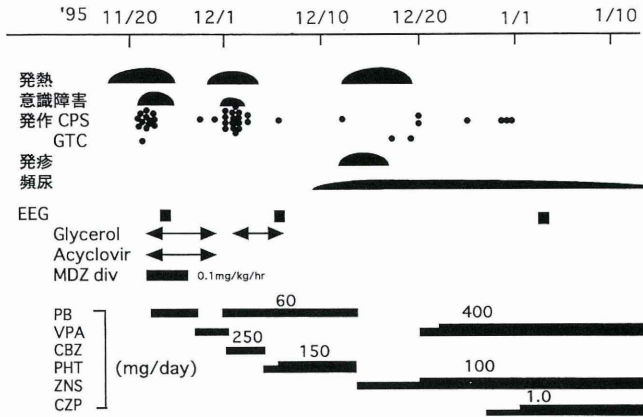 '95 11/20 12/1 12/10 12/20 1/1 1/10
発熱
意識障害
発作 CPS
GTC
発疹
頻尿
EEG
Glycerol
Acyclovir
MDZ div 0.1mg/kg/hr
PB 60
VPA 400
CBZ 250
PHT 150
ZNS 100
CZP 1.0
(mg/day)